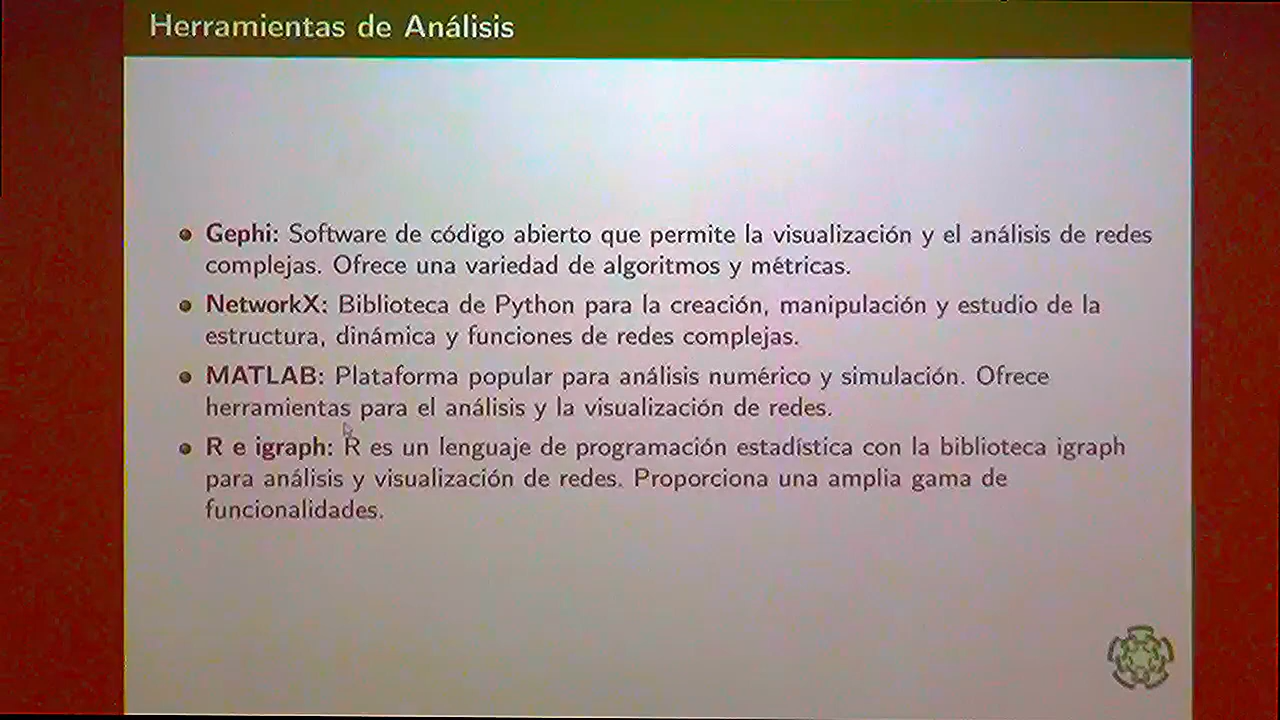 Herramientas de Análisis
Gephi: Software de código abierto que permite la visualización y el análisis de redes
complejas. Ofrece una variedad de algoritmos y métricas.
NetworkX: Biblioteca de Python para la creación, manipulación y estudio de la
estructura, dinámica y funciones de redes complejas.
MATLAB: Plataforma popular para análisis numérico y simulación. Ofrece
herramientas para el análisis y la visualización de redes.
R e igraph: R es un lenguaje de programación estadística con la biblioteca igraph
para análisis y visualización de redes. Proporciona una amplia gama de
funcionalidades.